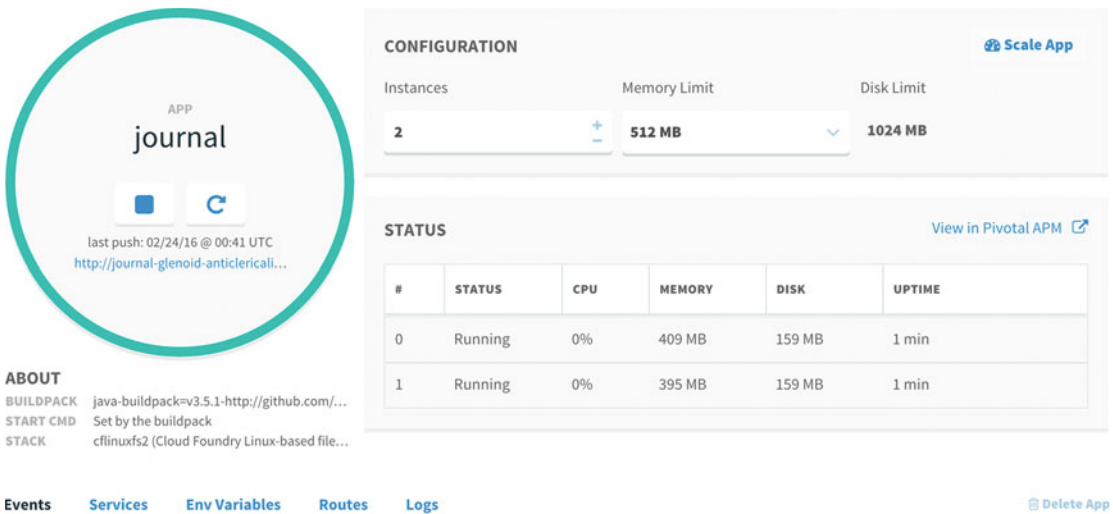 APP
journal
last push: 02/24/16 @ 00:41 UTC
http://journal-glenoid-anticlericali...
ABOUT
BUILDPACK java-buildpack=v3.5.1-http://github.com/...
START CMD Set by the buildpack
STACK cflinuxfs2 (Cloud Foundry Linux-based file...
CONFIGURATION Scale App
Instances Memory Limit Disk Limit
2 + − 512 MB 1024 MB
STATUS View in Pivotal APM
# STATUS CPU MEMORY DISK UPTIME
0 Running 0% 409 MB 159 MB 1 min
1 Running 0% 395 MB 159 MB 1 min
Events Services Env Variables Routes Logs Delete App